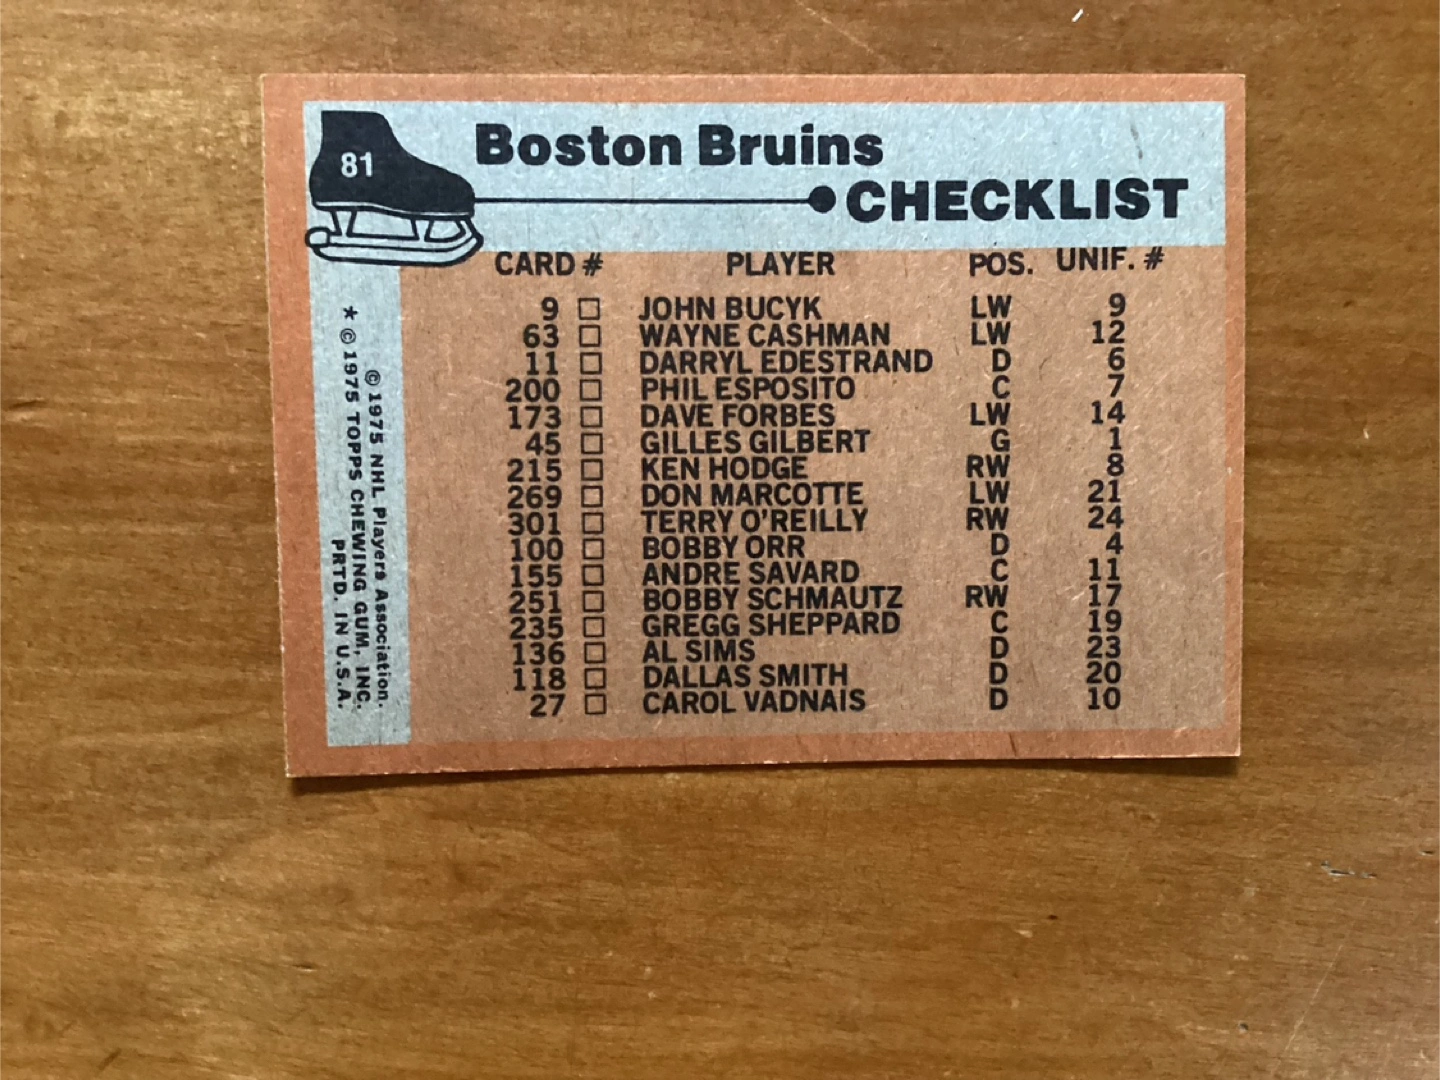 81
Boston Bruins
CHECKLIST
CARD # PLAYER POS. UNIF. #
9 □ JOHN BUCYK LW 9
63 □ WAYNE CASHMAN LW 12
11 □ DARRYL EDESTRAND D 6
200 □ PHIL ESPOSITO C 7
173 □ DAVE FORBES LW 14
45 □ GILLES GILBERT G 1
215 □ KEN HODGE RW 8
269 □ DON MARCOTTE LW 21
301 □ TERRY O'REILLY RW 24
100 □ BOBBY ORR D 4
155 □ ANDRE SAVARD C 11
251 □ BOBBY SCHMAUTZ RW 17
235 □ GREGG SHEPPARD C 19
136 □ AL SIMS D 23
118 □ DALLAS SMITH D 20
27 □ CAROL VADNAIS D 10
© 1975 NHL Players Association.
* © 1975 TOPPS CHEWING GUM, INC.
PRTD. IN U.S.A.